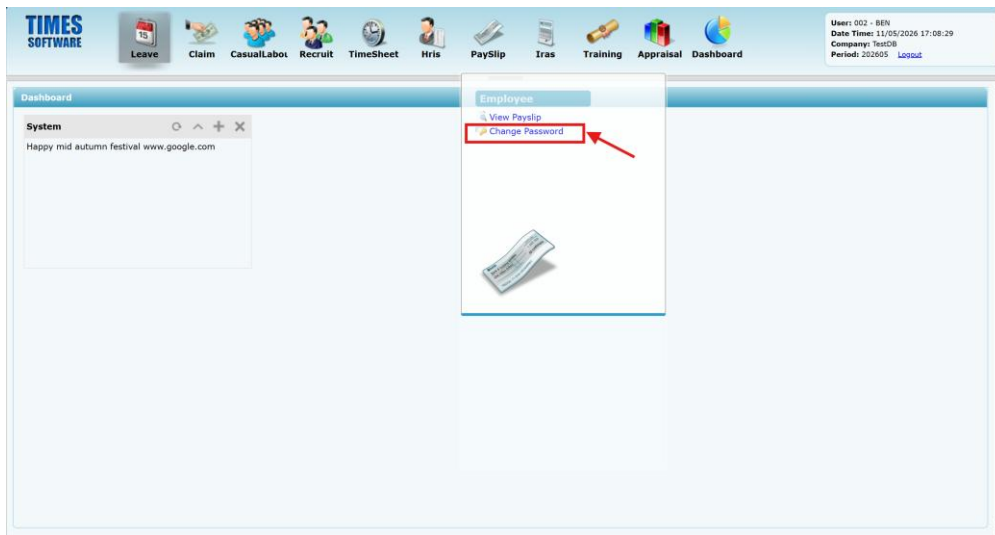 TIMES
SOFTWARE
15
Leave
Claim
CasualLabou
Recruit
TimeSheet
Hris
PaySlip
Iras
Training
Appraisal
Dashboard
User: 002 - BEN
Date Time: 11/05/2026 17:08:29
Company: TestDB
Period: 202605 Logout
Dashboard
Employee
System
View Payslip
Change Password
Happy mid autumn festival www.google.com